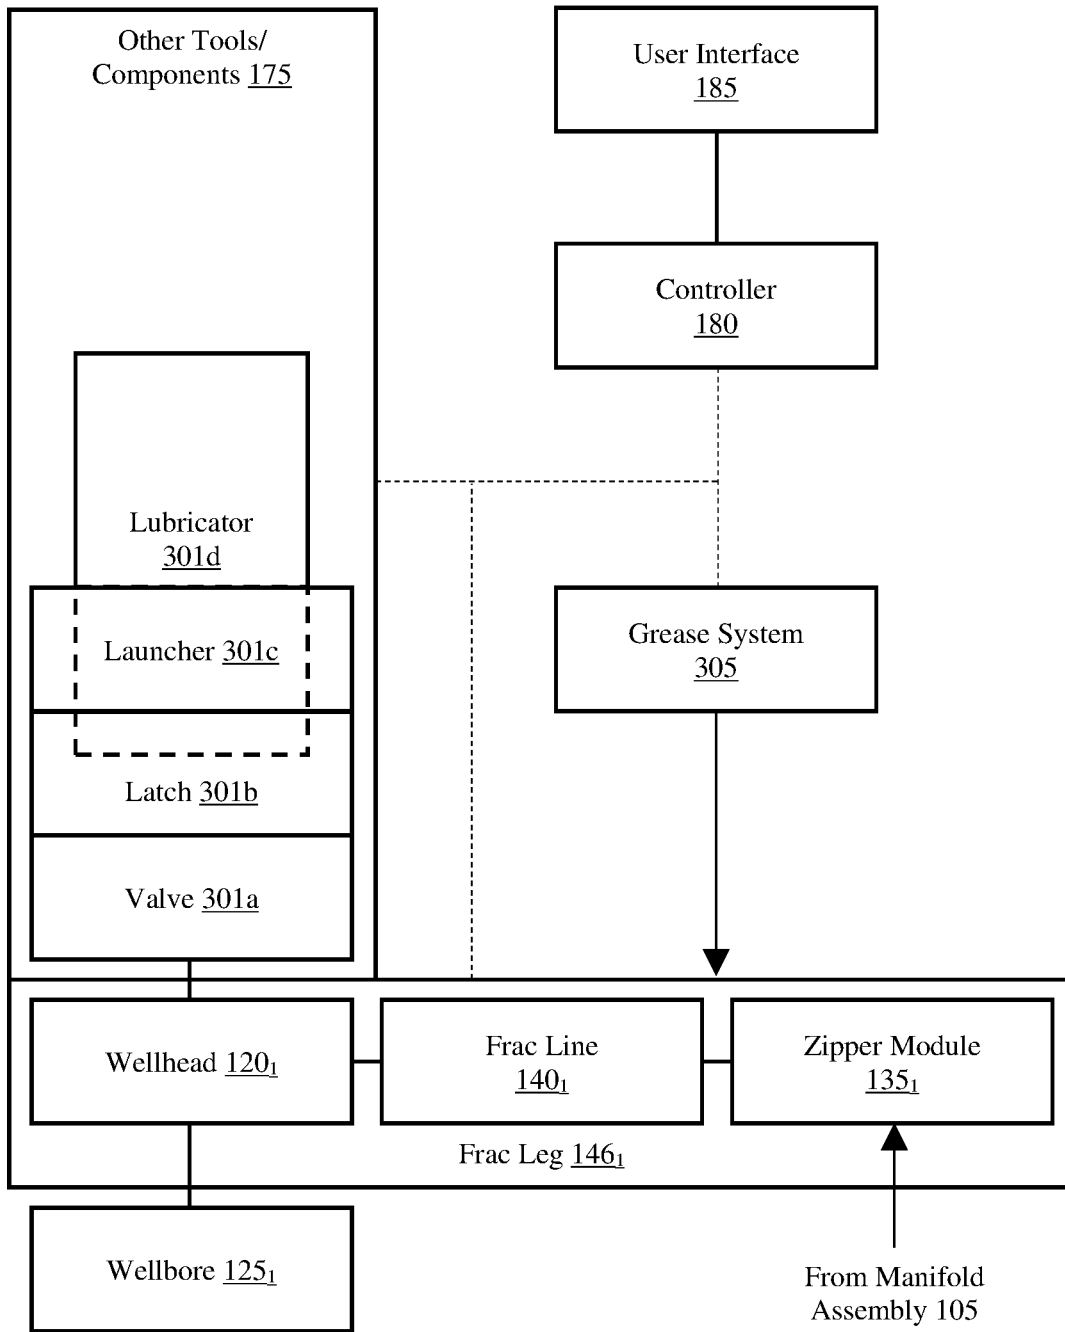 Other Tools/
Components 175
User Interface
185
Controller
180
Lubricator
301d
Launcher 301c
Grease System
305
Latch 301b
Valve 301a
Wellhead 120₁
Frac Line
140₁
Zipper Module
135₁
Frac Leg 146₁
Wellbore 125₁
From Manifold
Assembly 105